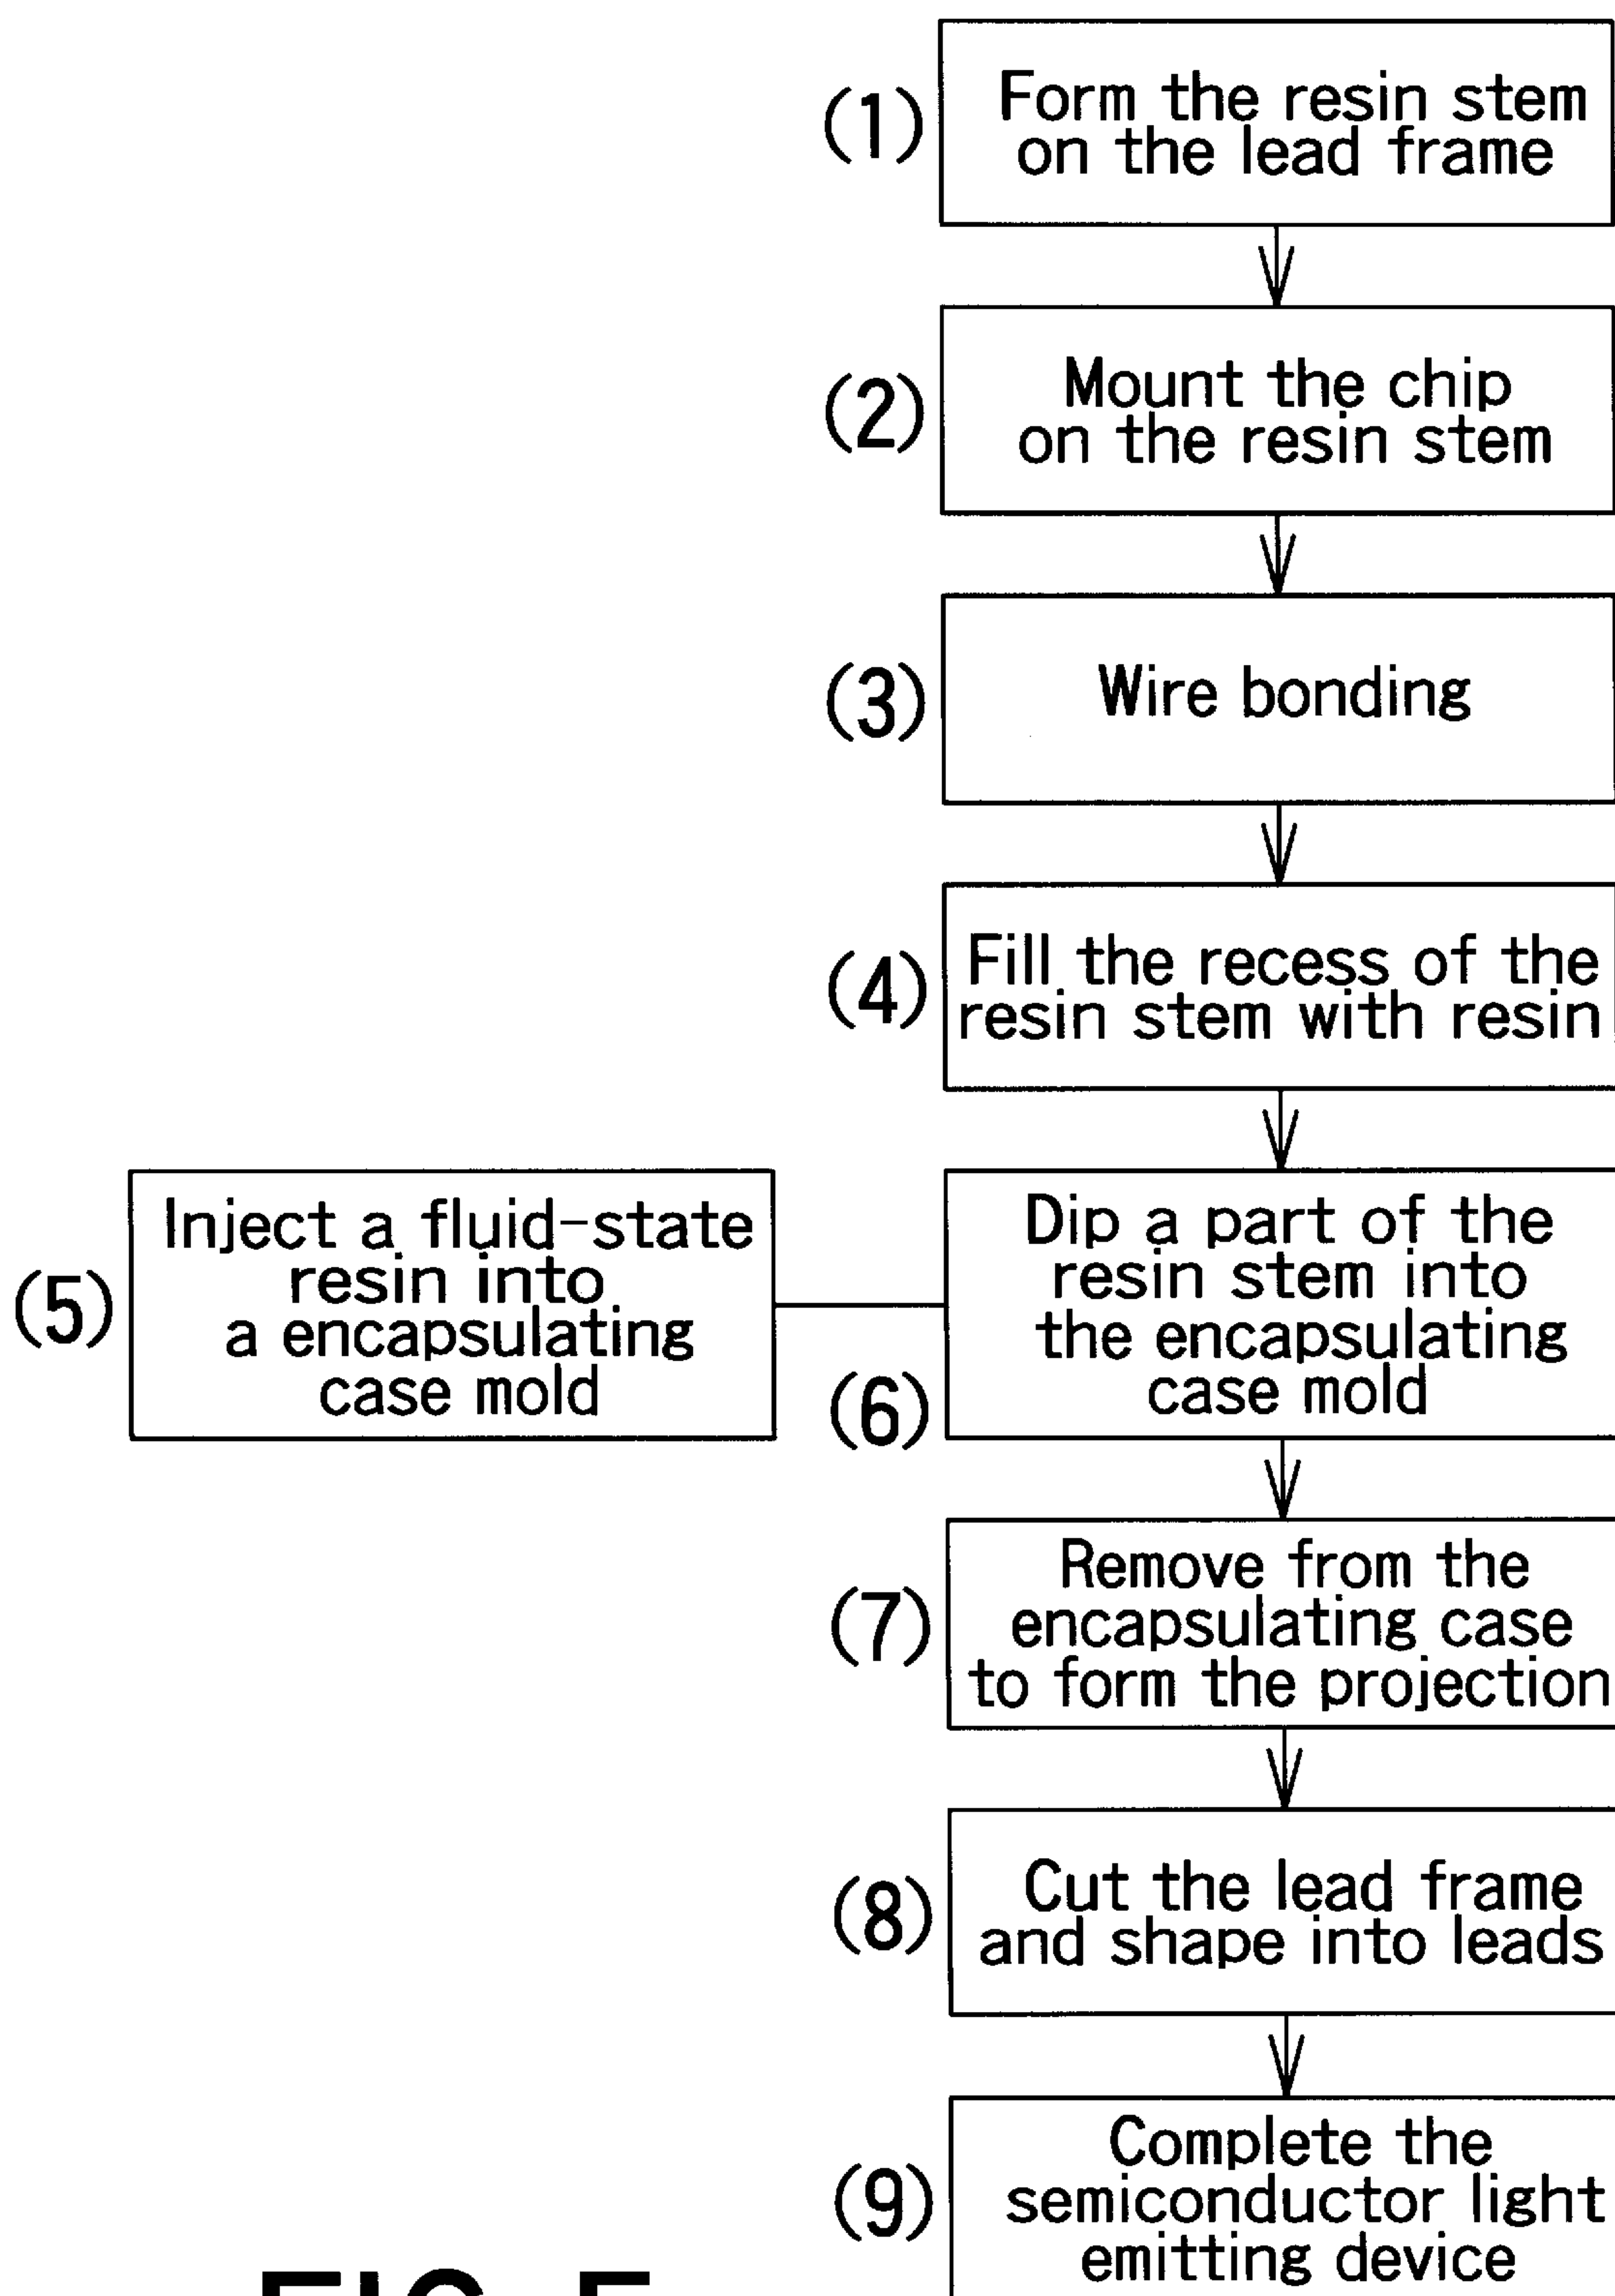 (1)
Form the resin stem
on the lead frame
(2)
Mount the chip
on the resin stem
(3)
Wire bonding
(4)
Fill the recess of the
resin stem with resin
(5)
Inject a fluid-state
resin into
a encapsulating
case mold
(6)
Dip a part of the
resin stem into
the encapsulating
case mold
(7)
Remove from the
encapsulating case
to form the projection
(8)
Cut the lead frame
and shape into leads
(9)
Complete the
semiconductor light
emitting device